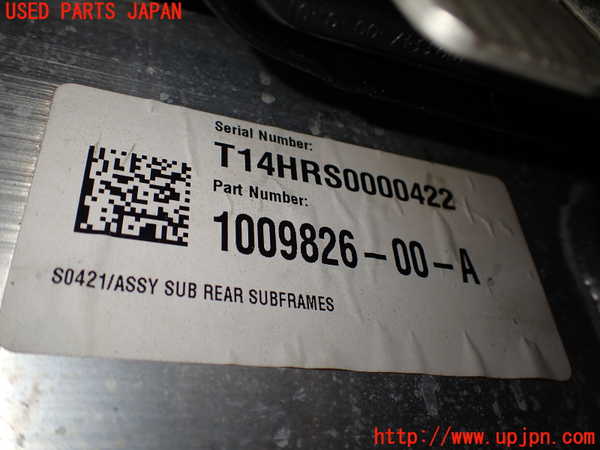 USED PARTS JAPAN
Serial Number:
T14HRS0000422
Part Number:
1009826-00-A
S0421/ASSY SUB REAR SUBFRAMES
http://www.upjpn.com